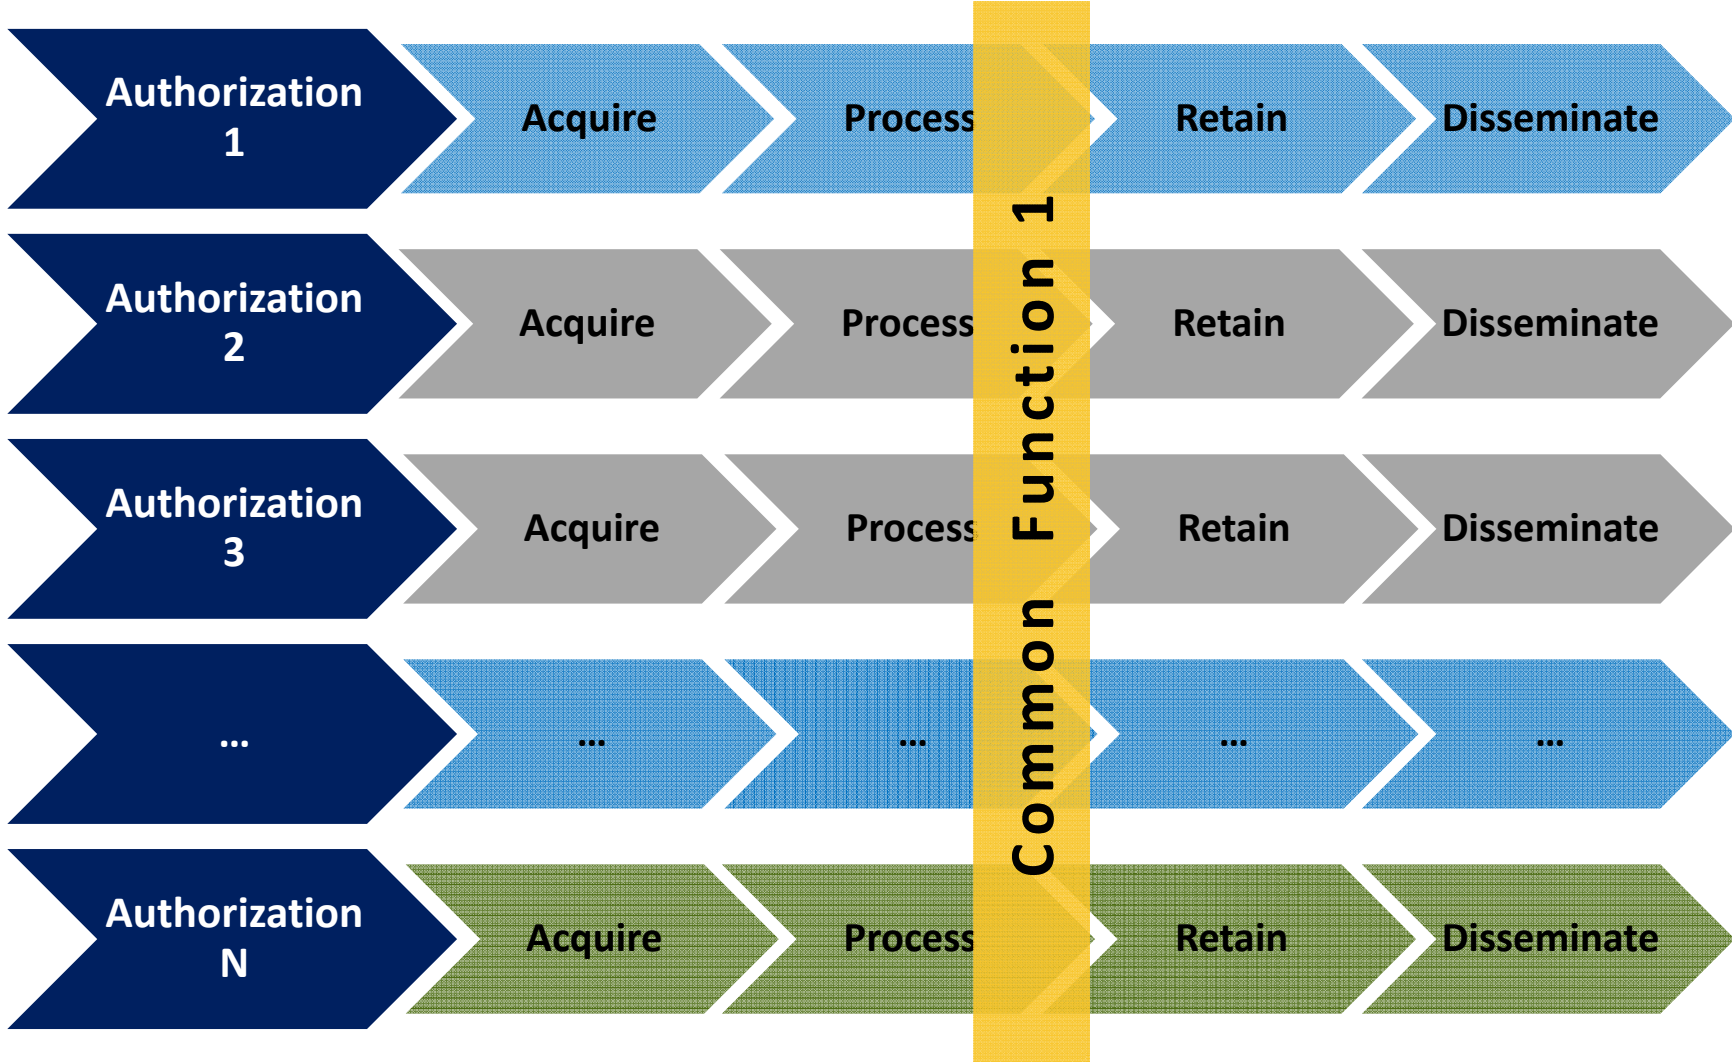 Authorization
1
Acquire
Process
Retain
Disseminate
Authorization
2
Acquire
Process
Retain
Disseminate
Authorization
3
Acquire
Process
Retain
Disseminate
...
...
...
...
...
Authorization
N
Acquire
Process
Retain
Disseminate
Common Function 1